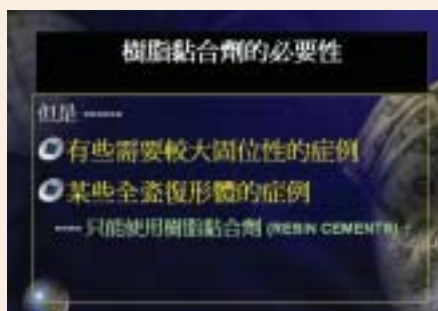 樹脂黏合劑的必要性
但是 ------
有些需要較大固位性的症例
某些全瓷復形體的症例
---- 只能使用樹脂黏合劑 (RESIN CEMENTS)。